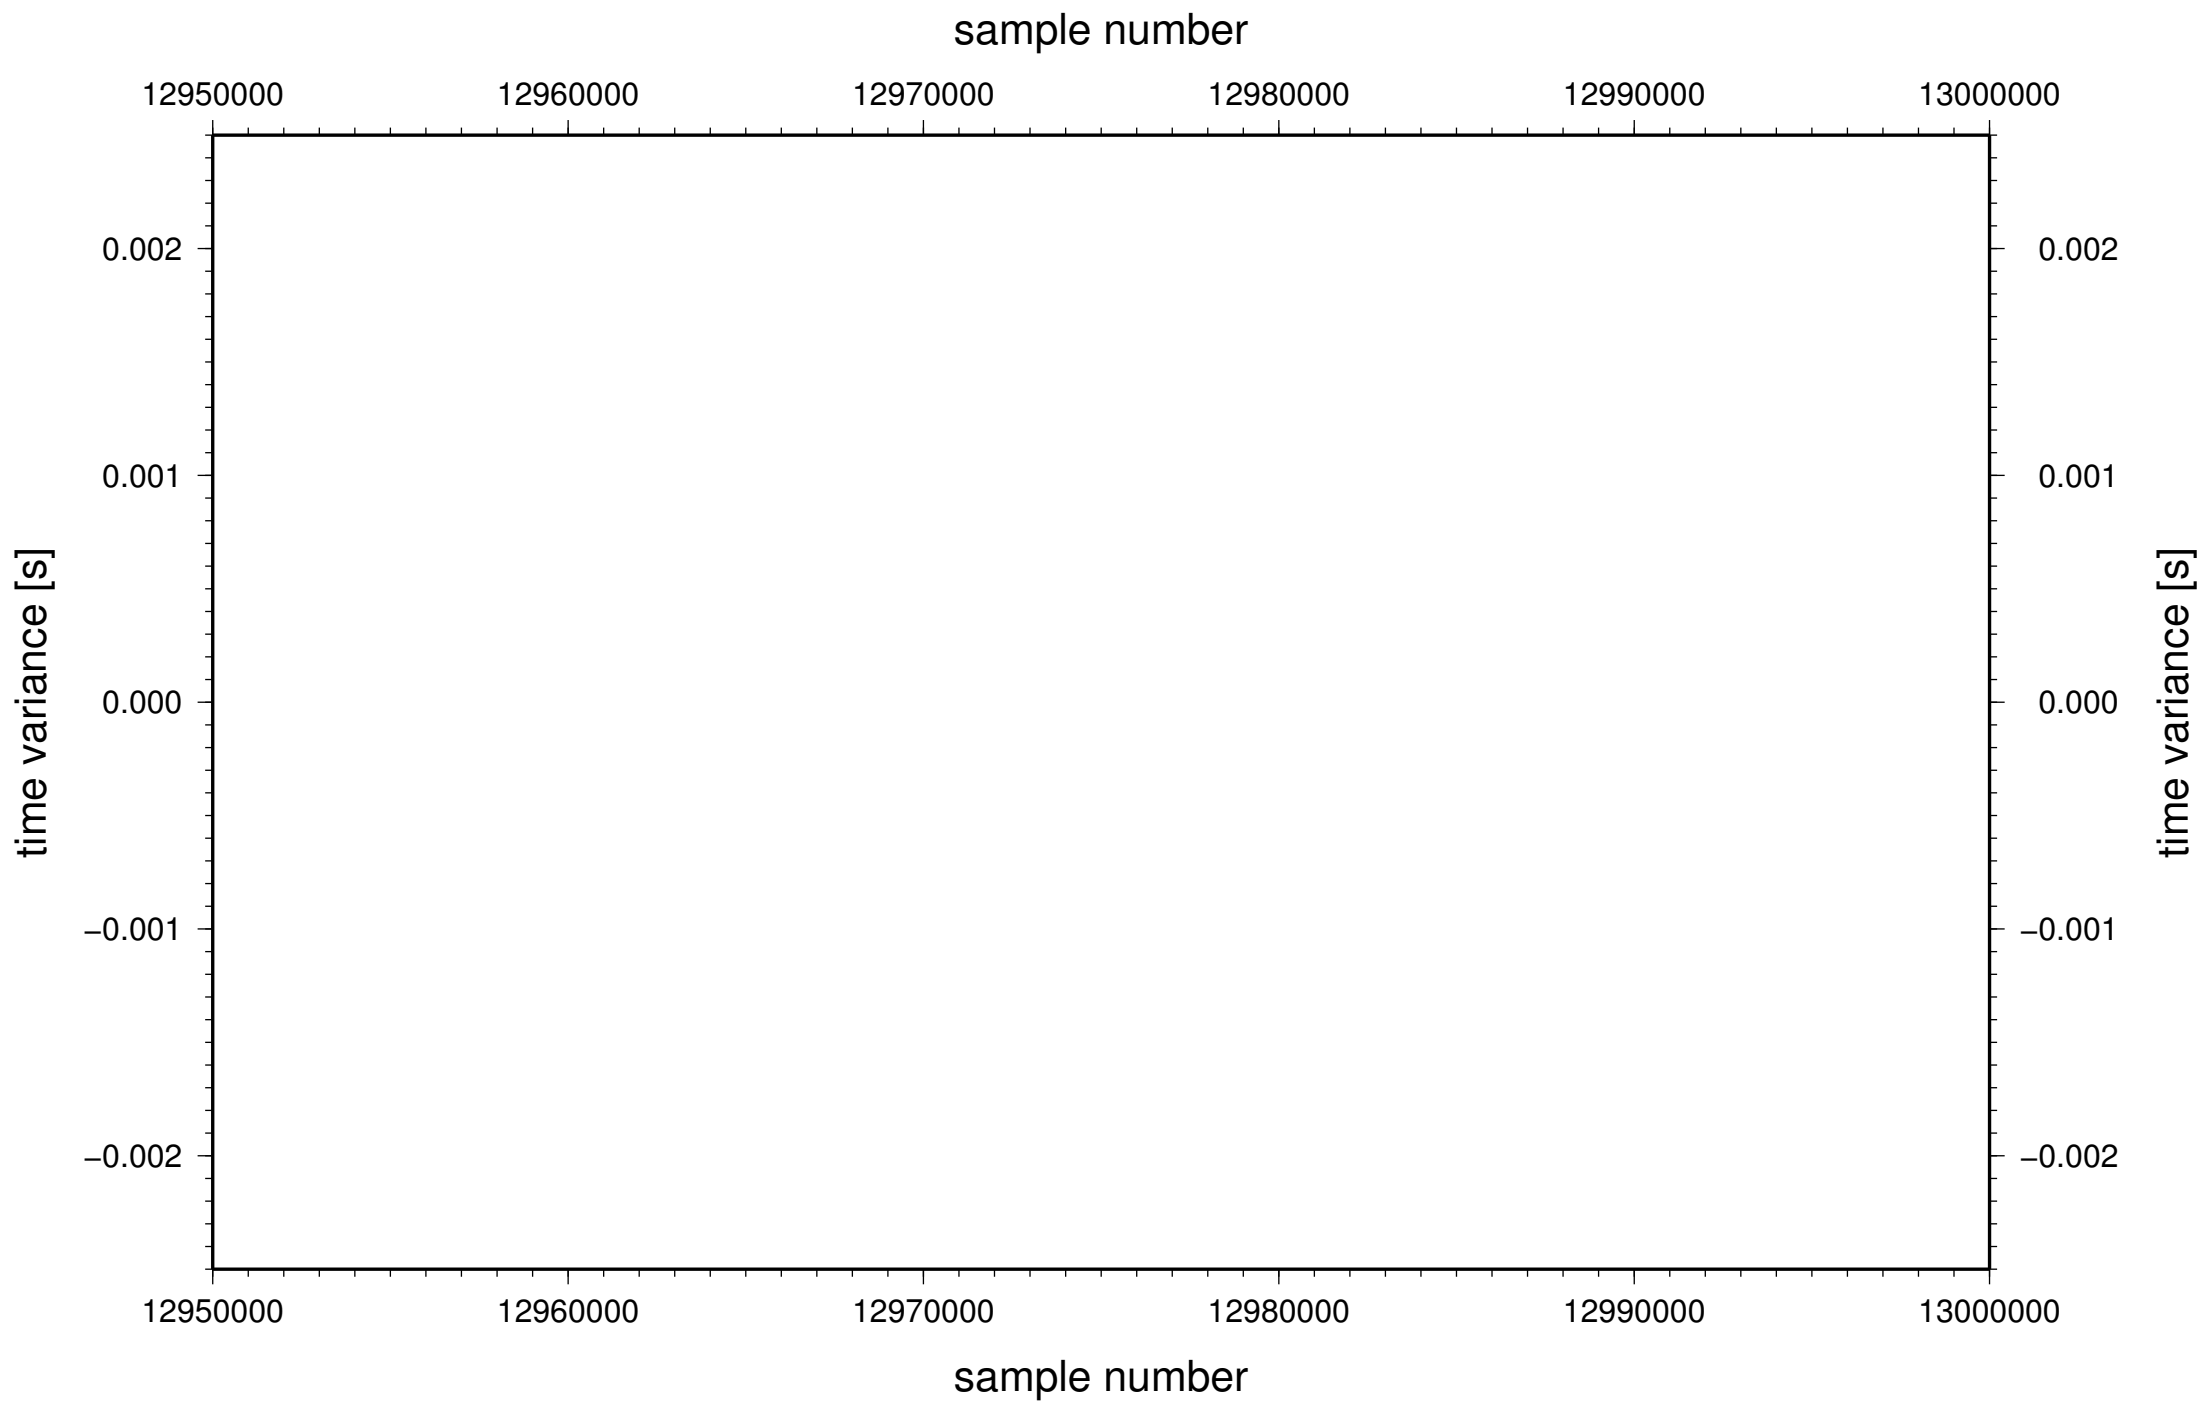 sample number
12950000 12960000 12970000 12980000 12990000 13000000
0.002 0.002
0.001 0.001
time variance [s] 0.000 0.000 time variance [s]
−0.001 −0.001
−0.002 −0.002
12950000 12960000 12970000 12980000 12990000 13000000
sample number